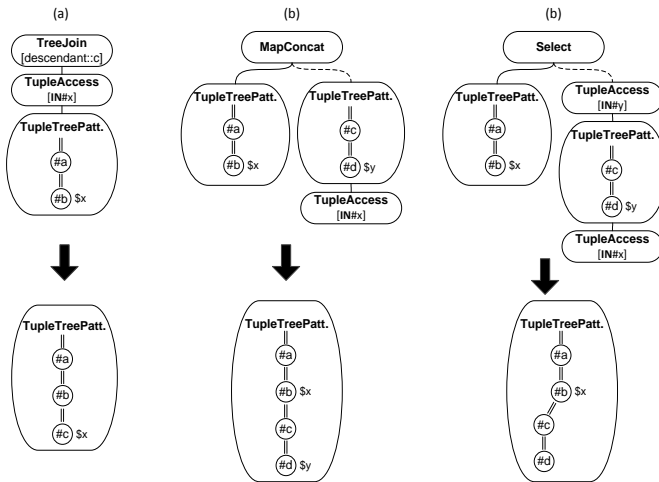 (a)
TreeJoin
[descendant::c]
TupleAccess
[IN#x]
TupleTreePatt.
#a
#b $x
TupleTreePatt.
#a
#b
#c $x
(b)
MapConcat
TupleTreePatt.
#a
#b $x
TupleTreePatt.
#c
#d $y
TupleAccess
[IN#x]
TupleTreePatt.
#a
#b $x
#c
#d $y
(b)
Select
TupleTreePatt.
#a
#b $x
TupleAccess
[IN#y]
TupleTreePatt.
#c
#d $y
TupleAccess
[IN#x]
TupleTreePatt.
#a
#b $x
#c
#d